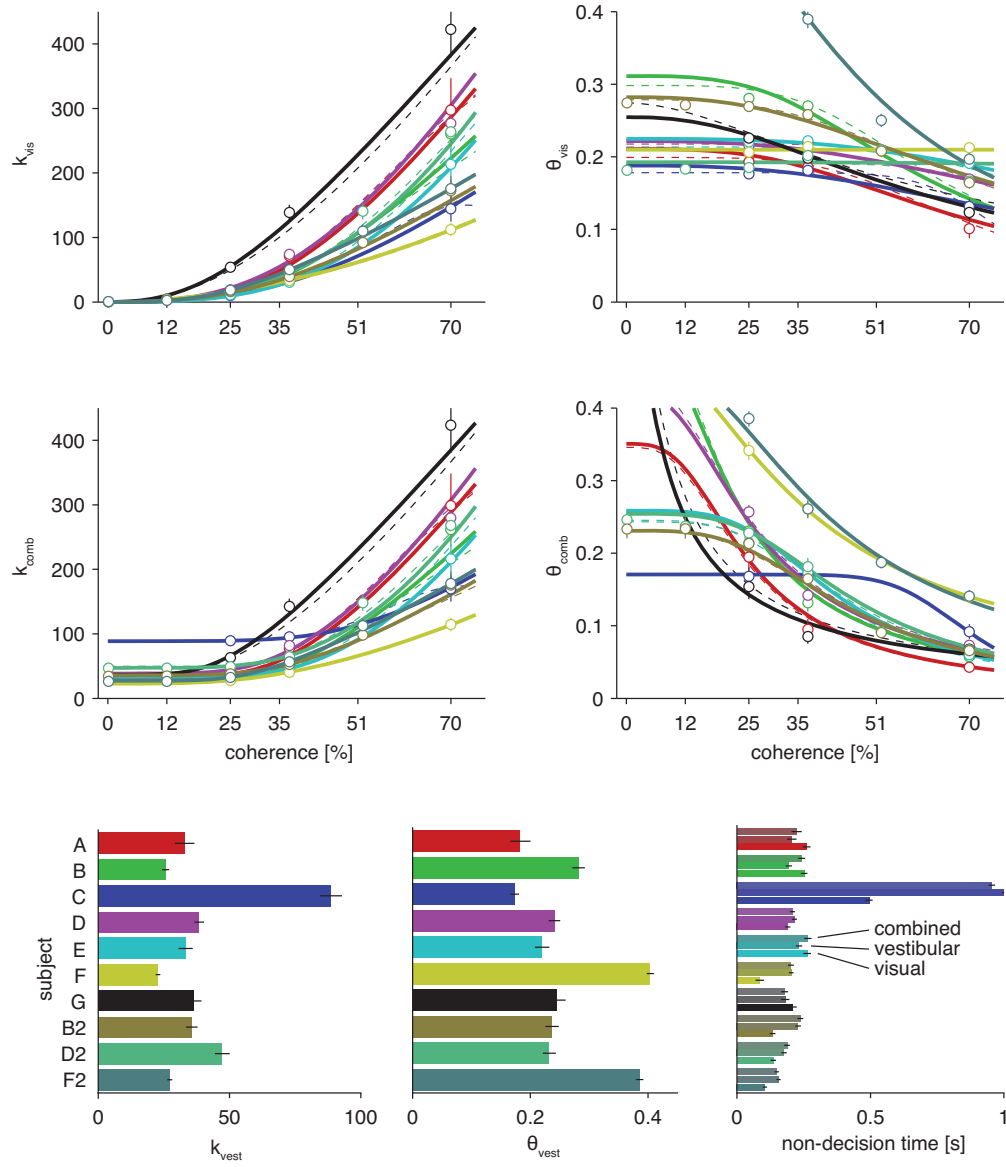 400
300
200
100
0
k_vis
0 12 25 35 51 70
0.4
0.3
0.2
0.1
0
θ_vis
0 12 25 35 51 70
400
300
200
100
0
k_comb
0 12 25 35 51 70
coherence [%]
0.4
0.3
0.2
0.1
0
θ_comb
0 12 25 35 51 70
coherence [%]
subject
A
B
C
D
E
F
G
B2
D2
F2
0 50 100
k_vest
0 0.2 0.4
θ_vest
combined
vestibular
visual
0 0.5 1
non-decision time [s]